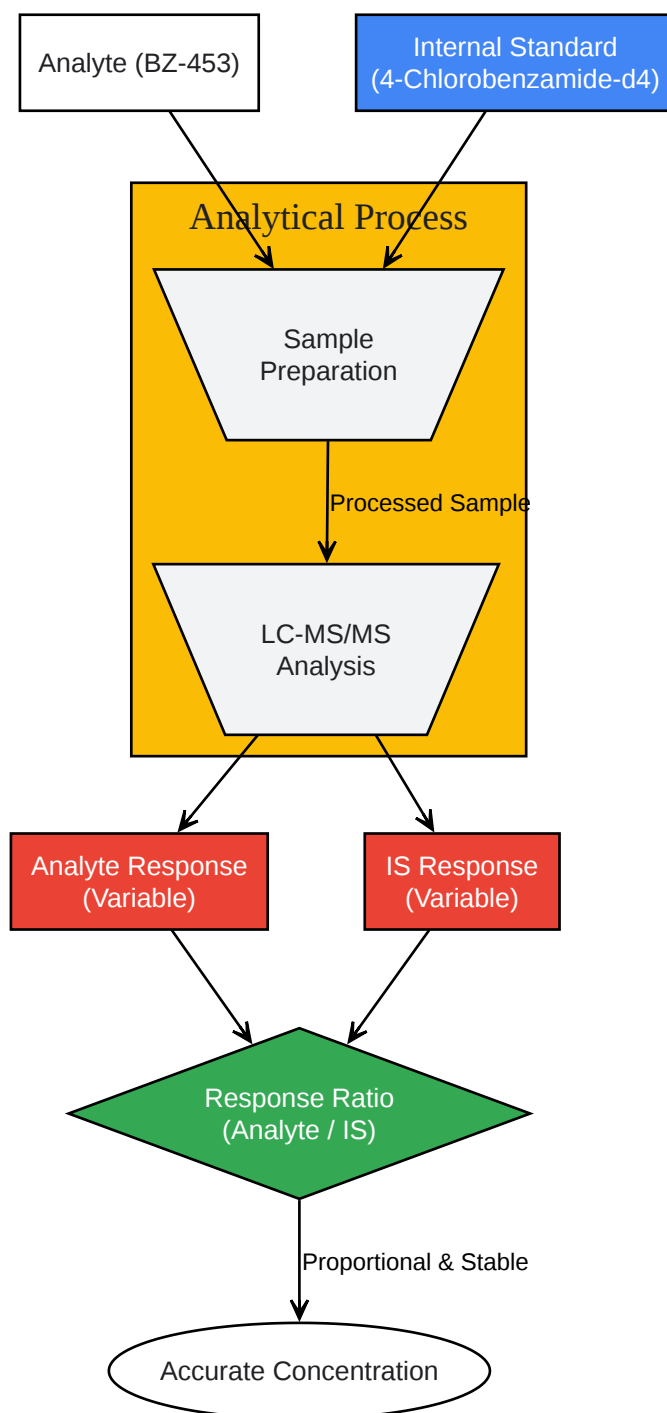 Analyte (BZ-453)
Internal Standard
(4-Chlorobenzamide-d4)
Analytical Process
Sample
Preparation
Processed Sample
LC-MS/MS
Analysis
Analyte Response
(Variable)
IS Response
(Variable)
Response Ratio
(Analyte / IS)
Proportional & Stable
Accurate Concentration